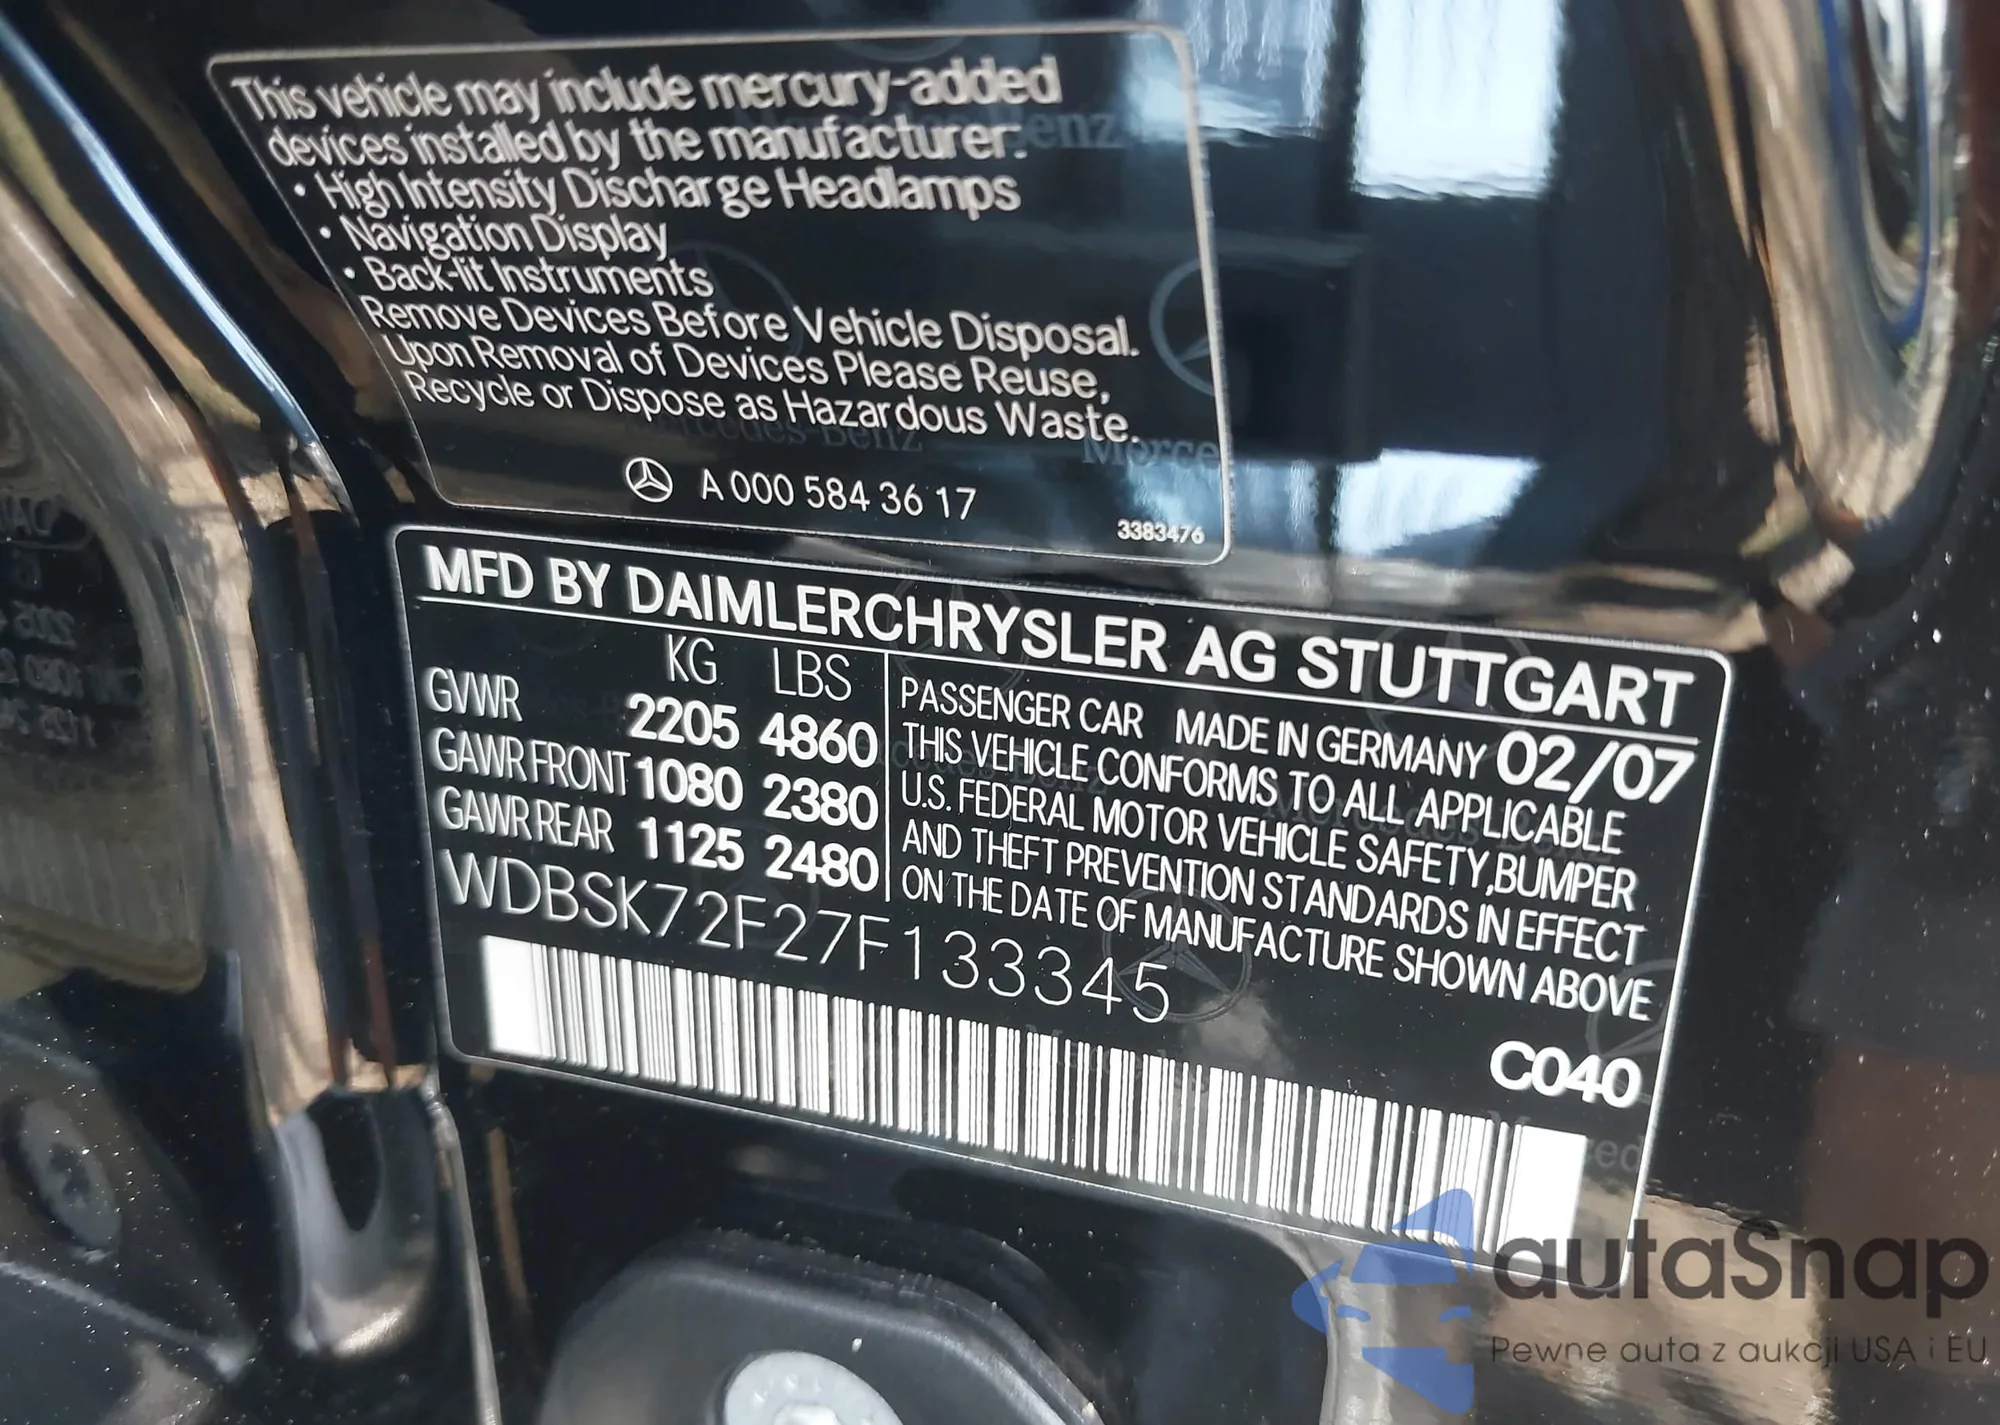 This vehicle may include mercury-added
devices installed by the manufacturer:
• High Intensity Discharge Headlamps
• Navigation Display
• Back-lit Instruments
Remove Devices Before Vehicle Disposal.
Upon Removal of Devices Please Reuse,
Recycle or Dispose as Hazardous Waste.
A 000 584 36 17
3383476
MFD BY DAIMLERCHRYSLER AG STUTTGART
KG LBS
GVWR 2205 4860
GAWR FRONT 1080 2380
GAWR REAR 1125 2480
PASSENGER CAR MADE IN GERMANY 02/07
THIS VEHICLE CONFORMS TO ALL APPLICABLE
U.S. FEDERAL MOTOR VEHICLE SAFETY,BUMPER
AND THEFT PREVENTION STANDARDS IN EFFECT
ON THE DATE OF MANUFACTURE SHOWN ABOVE
WDBSK72F27F133345
C040
autaSnap
Pewne auta z aukcji USA i EU